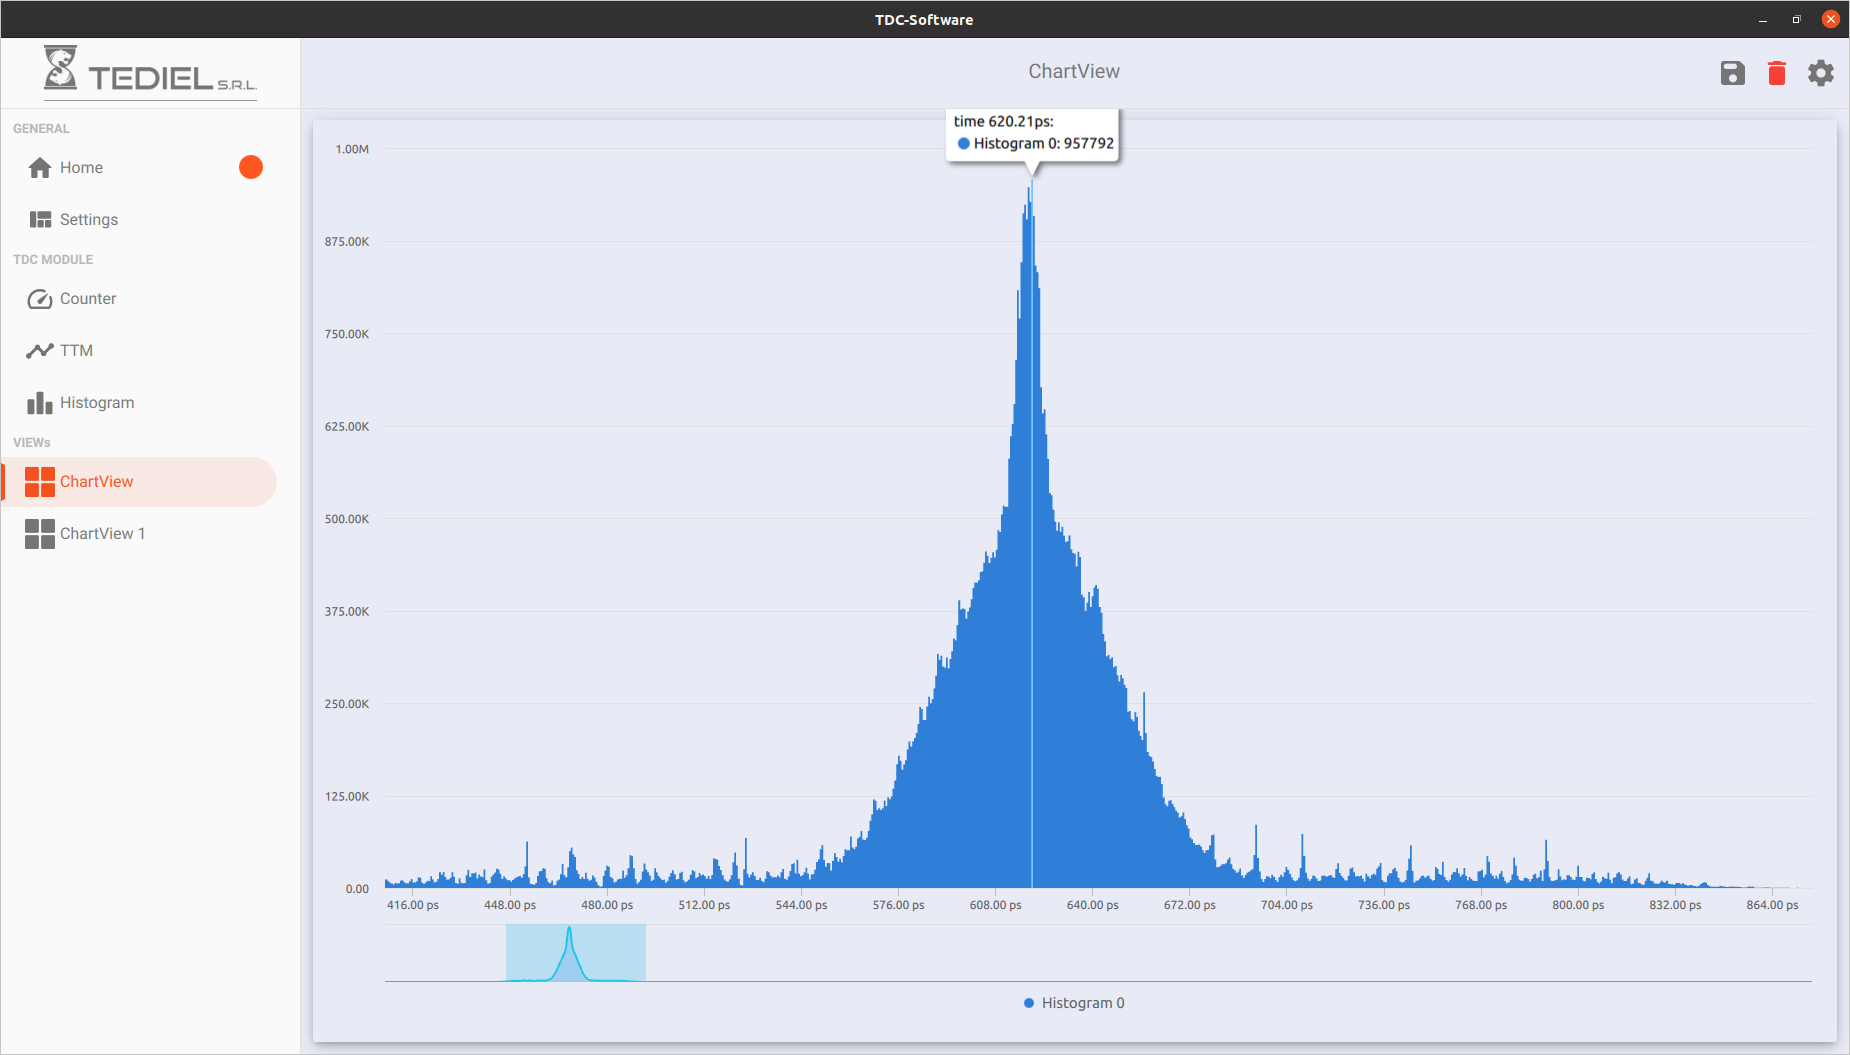 TDC-Software
TEDIEL S.R.L.
ChartView
GENERAL
Home
Settings
TDC MODULE
Counter
TTM
Histogram
VIEWs
ChartView
ChartView 1
time 620.21ps:
Histogram 0: 957792
1.00M
875.00K
750.00K
625.00K
500.00K
375.00K
250.00K
125.00K
0.00
416.00 ps 448.00 ps 480.00 ps 512.00 ps 544.00 ps 576.00 ps 608.00 ps 640.00 ps 672.00 ps 704.00 ps 736.00 ps 768.00 ps 800.00 ps 832.00 ps 864.00 ps
Histogram 0